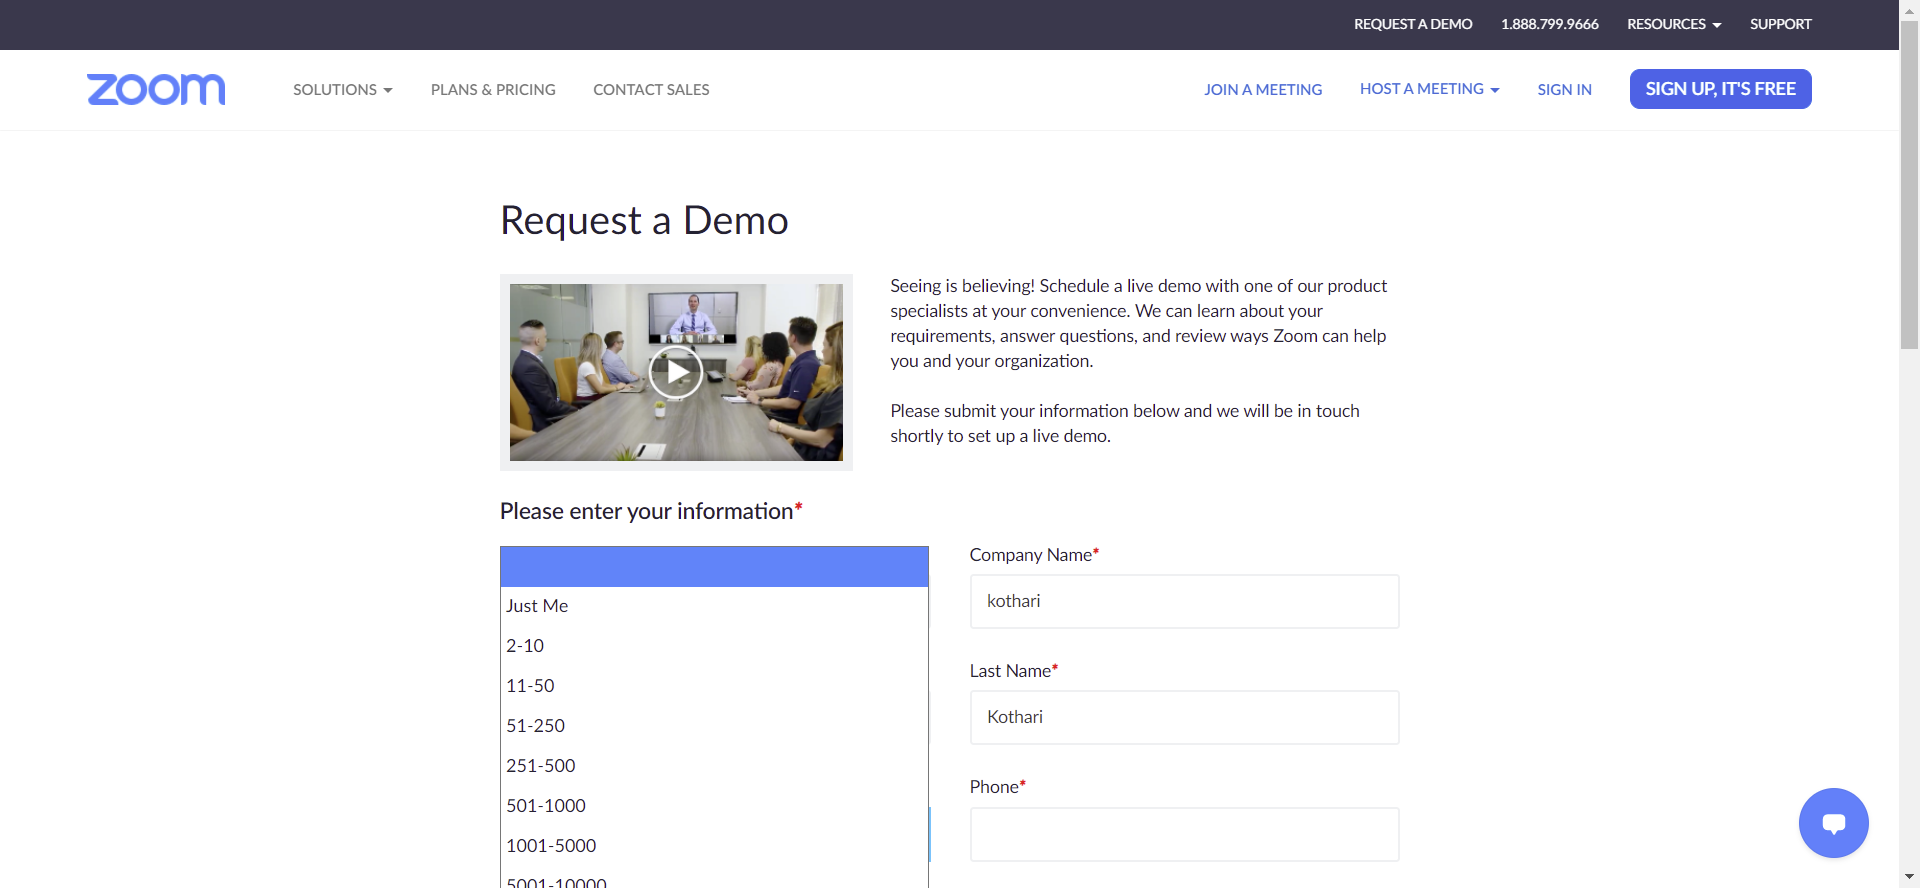 REQUEST A DEMO 1.888.799.9666 RESOURCES SUPPORT
zoom SOLUTIONS PLANS & PRICING CONTACT SALES JOIN A MEETING HOST A MEETING SIGN IN SIGN UP, IT'S FREE
Request a Demo
Seeing is believing! Schedule a live demo with one of our product
specialists at your convenience. We can learn about your
requirements, answer questions, and review ways Zoom can help
you and your organization.
Please submit your information below and we will be in touch
shortly to set up a live demo.
Please enter your information*
Just Me
2-10
11-50
51-250
251-500
501-1000
1001-5000
5001-10000
Company Name*
kothari
Last Name*
Kothari
Phone*